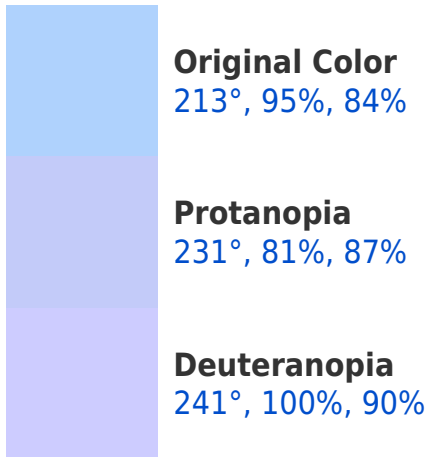 Original Color
213°, 95%, 84%
Protanopia
231°, 81%, 87%
Deuteranopia
241°, 100%, 90%